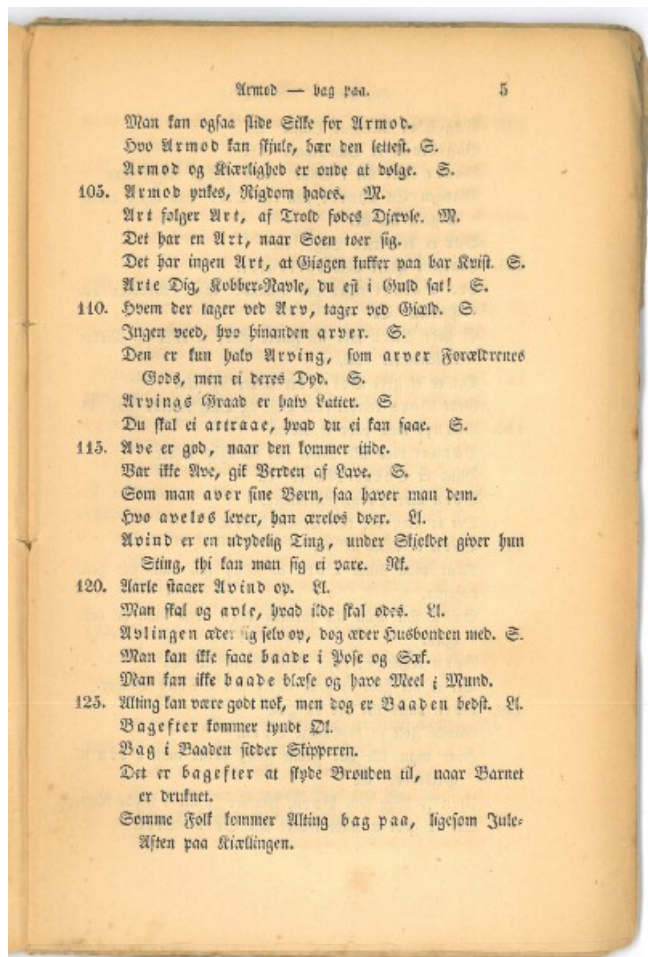 Armod — bag paa. 5
Man kan ogsaa slide Silke for Armod.
Hvo Armod kan skjule, bær den lettest. S.
Armod og Kiærlighed er onde at dølge. S.
105. Armod ynkes, Rigdom hades. M.
Art følger Art, af Trold fødes Djævle. M.
Det har en Art, naar Soen toer sig.
Det har ingen Art, at Giøgen kukker paa bar Kvist. S.
Arte Dig, Kobber-Navle, du est i Guld sat! S.
110. Hvem der tager ved Arv, tager ved Giæld. S.
Ingen veed, hvo hinanden arver. S.
Den er kun halv Arving, som arver Forældrenes
Gods, men ei deres Dyd. S.
Arvings Graad er halv Latter. S.
Du skal ei attraae, hvad du ei kan faae. S.
115. Ave er god, naar den kommer itide.
Var ikke Ave, gik Verden af Lave. S.
Som man aver sine Børn, saa haver man dem.
Hvo aveløs lever, han æreløs døer. Ll.
Avind er en udydelig Ting, under Skjoldet giver hun
Sting, thi kan man sig ei vare. Rk.
120. Aarle staaer Avind op. Ll.
Man skal og avle, hvad ilde skal ødes. Ll.
Avlingen æder sig selv op, dog æder Husbonden med. S.
Man kan ikke faae baade i Pose og Sæk.
Man kan ikke baade blæse og have Meel i Mund.
125. Alting kan være godt nok, men dog er Baaden bedst. Ll.
Bagefter kommer tyndt Øl.
Bag i Baaden sidder Skipperen.
Det er bagefter at skyde Brønden til, naar Barnet
er druknet.
Somme Folk kommer Alting bag paa, ligesom Jule-
Aften paa Kiællingen.